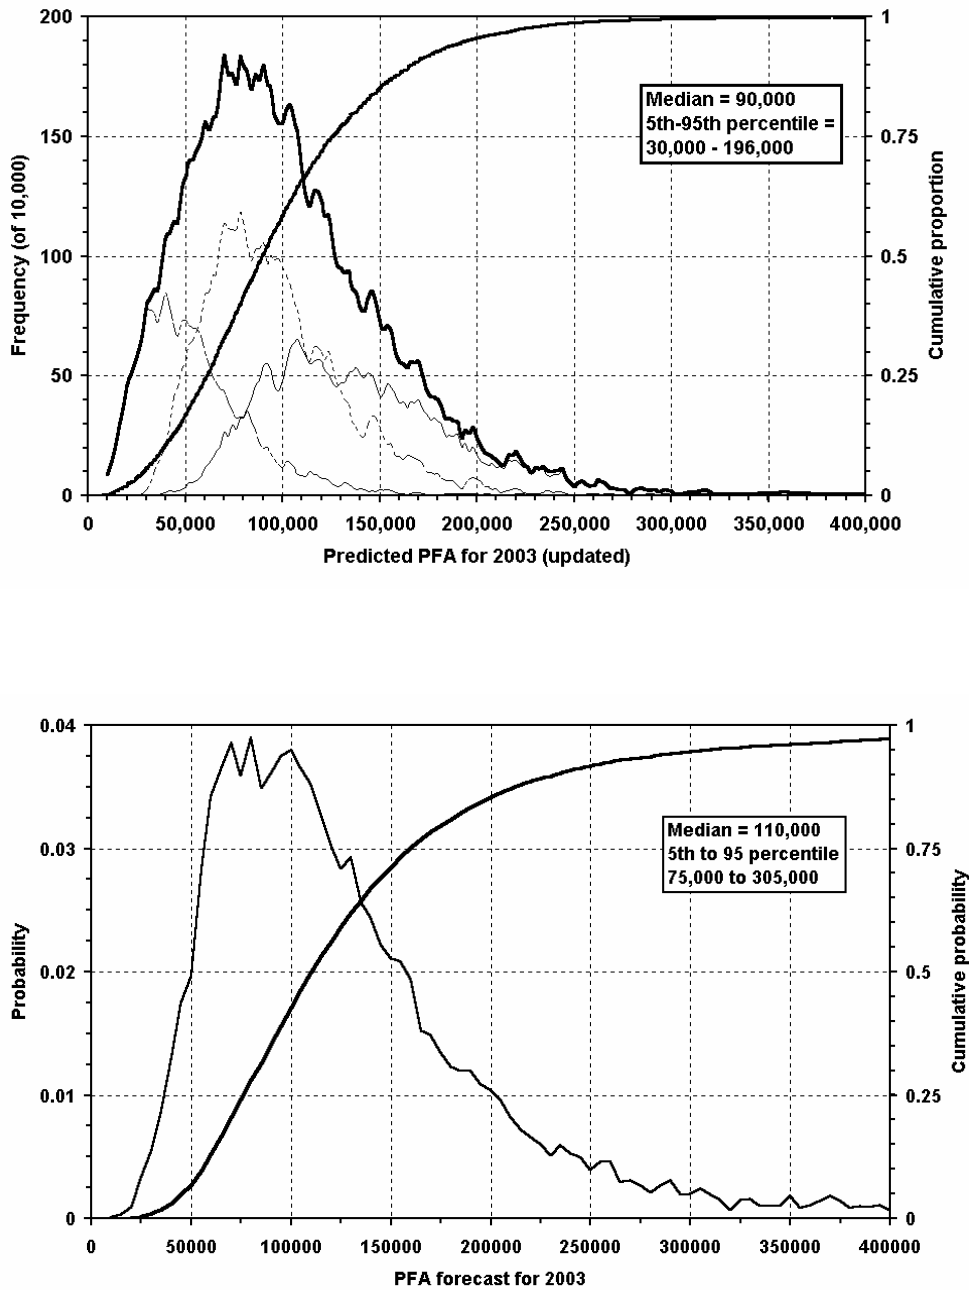 200
150
100
50
0
Frequency (of 10,000)
Median = 90,000
5th-95th percentile =
30,000 - 196,000
1
0.75
0.5
0.25
0
Cumulative proportion
0 50,000 100,000 150,000 200,000 250,000 300,000 350,000 400,000
Predicted PFA for 2003 (updated)
0.04
0.03
0.02
0.01
0
Probability
Median = 110,000
5th to 95 percentile
75,000 to 305,000
1
0.75
0.5
0.25
0
Cumulative probability
0 50000 100000 150000 200000 250000 300000 350000 400000
PFA forecast for 2003